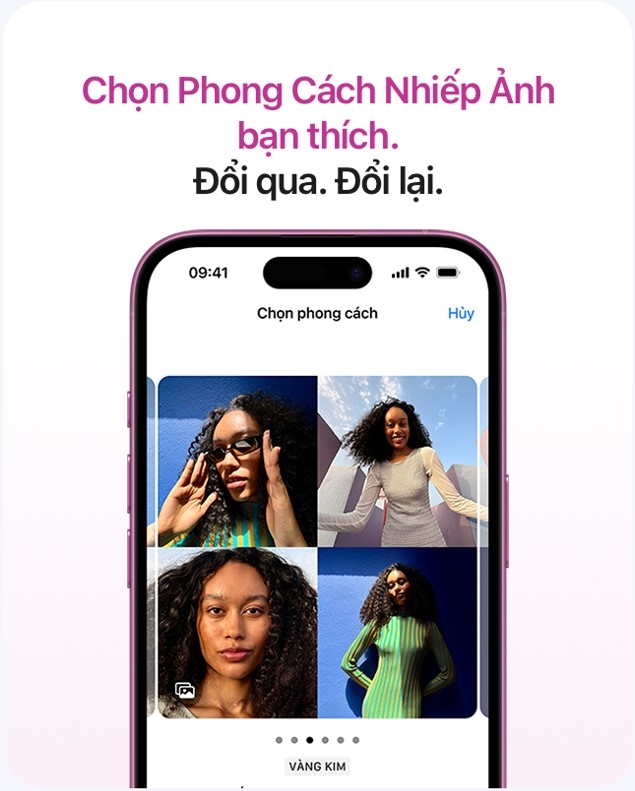 Chọn Phong Cách Nhiếp Ảnh
bạn thích.
Đổi qua. Đổi lại.
09:41
Chọn phong cách
Hủy
VÀNG KIM